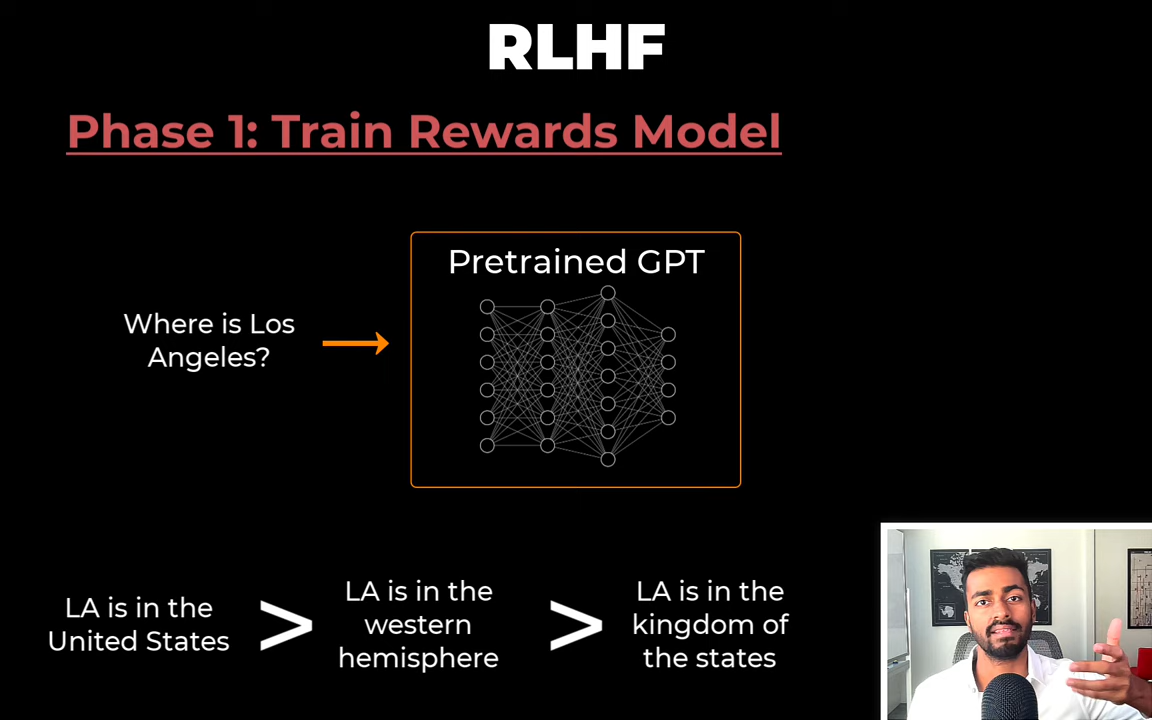 RLHF
Phase 1: Train Rewards Model
Pretrained GPT
Where is Los
Angeles?
LA is in the
United States
>
LA is in the
western
hemisphere
>
LA is in the
kingdom of
the states